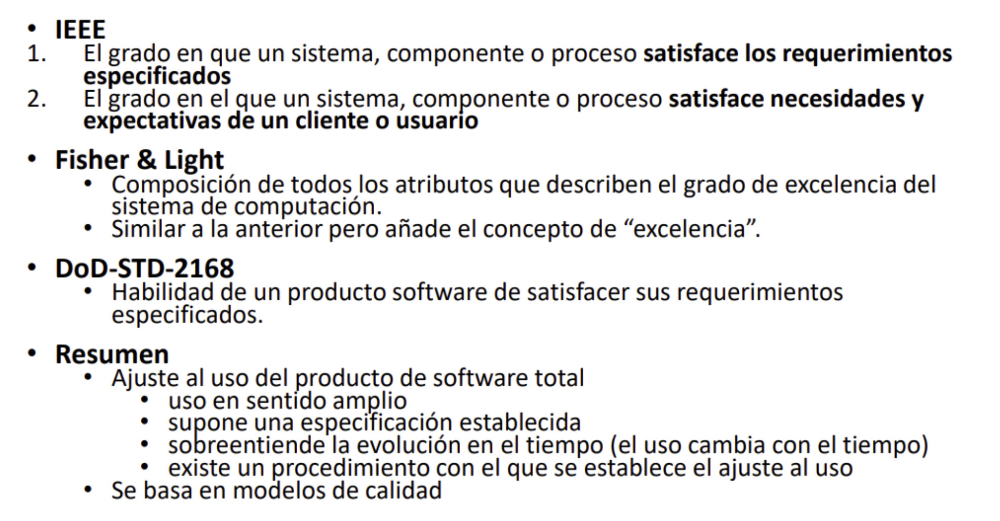 • IEEE
1. El grado en que un sistema, componente o proceso satisface los requerimientos
especificados
2. El grado en el que un sistema, componente o proceso satisface necesidades y
expectativas de un cliente o usuario
• Fisher & Light
• Composición de todos los atributos que describen el grado de excelencia del
sistema de computación.
• Similar a la anterior pero añade el concepto de “excelencia”.
• DoD-STD-2168
• Habilidad de un producto software de satisfacer sus requerimientos
especificados.
• Resumen
• Ajuste al uso del producto de software total
• uso en sentido amplio
• supone una especificación establecida
• sobreentiende la evolución en el tiempo (el uso cambia con el tiempo)
• existe un procedimiento con el que se establece el ajuste al uso
• Se basa en modelos de calidad